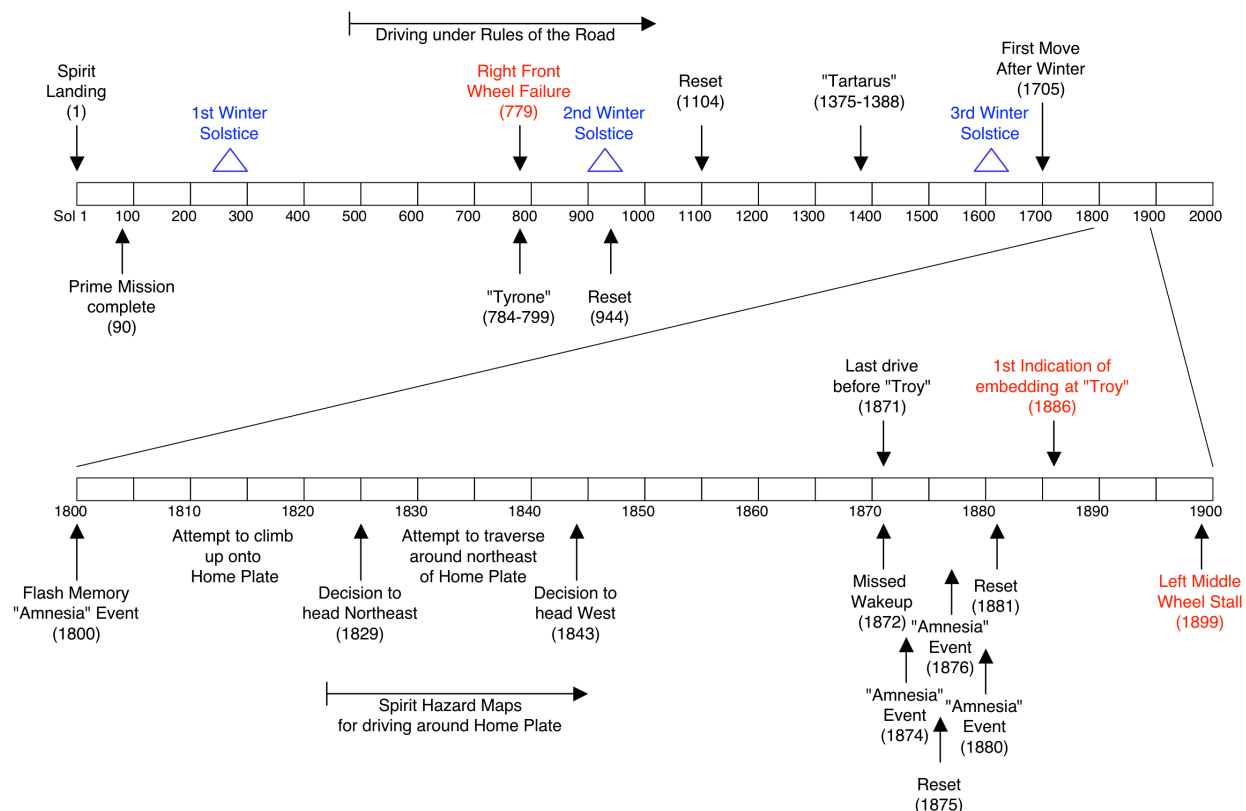 Driving under Rules of the Road
Spirit
Landing
(1)
1st Winter
Solstice
Right Front
Wheel Failure
(779)
2nd Winter
Solstice
Reset
(1104)
"Tartarus"
(1375-1388)
3rd Winter
Solstice
First Move
After Winter
(1705)
Sol 1 100 200 300 400 500 600 700 800 900 1000 1100 1200 1300 1400 1500 1600 1700 1800 1900 2000
Prime Mission
complete
(90)
"Tyrone"
(784-799)
Reset
(944)
Last drive
before "Troy"
(1871)
1st Indication of
embedding at "Troy"
(1886)
1800 1810 1820 1830 1840 1850 1860 1870 1880 1890 1900
Flash Memory
"Amnesia" Event
(1800)
Attempt to climb
up onto
Home Plate
Decision to
head Northeast
(1829)
Attempt to traverse
around northeast
of Home Plate
Decision to
head West
(1843)
Missed
Wakeup
(1872)
"Amnesia"
Event
(1874)
Reset
(1875)
"Amnesia"
Event
(1876)
"Amnesia"
Event
(1880)
Reset
(1881)
Left Middle
Wheel Stall
(1899)
Spirit Hazard Maps
for driving around Home Plate